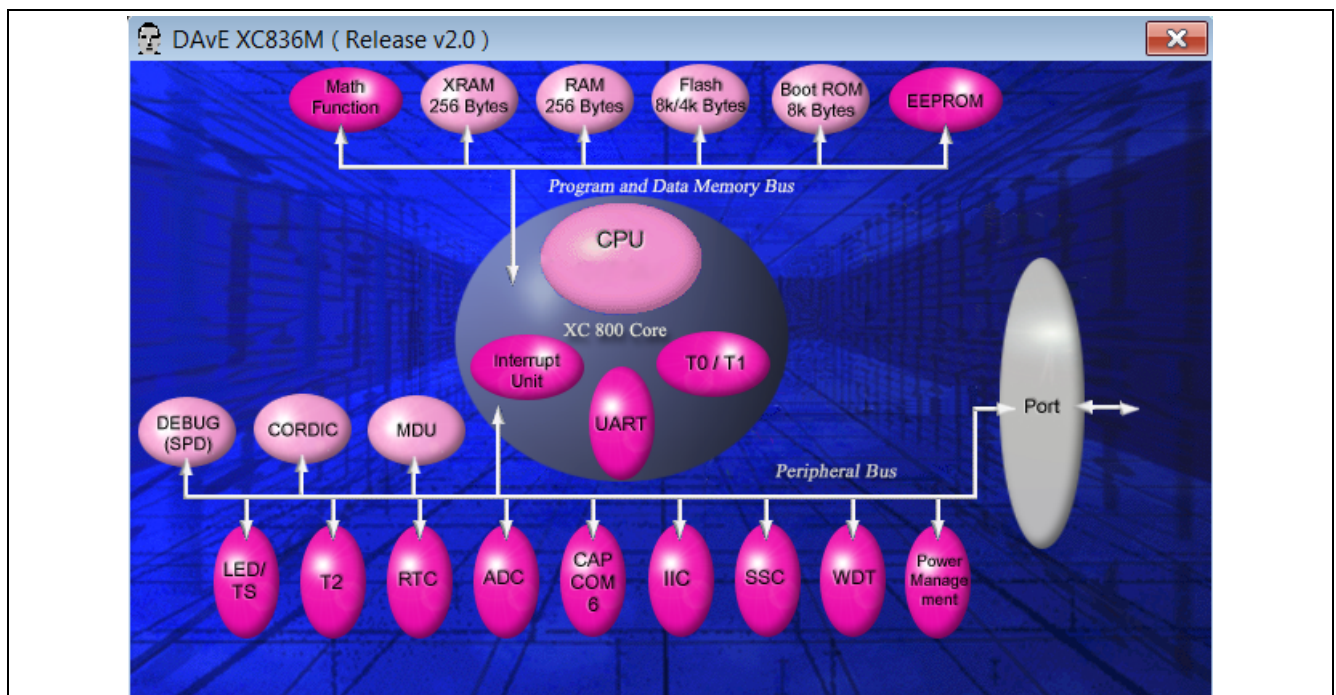 DAvE XC836M ( Release v2.0 )
Math
Function
XRAM
256 Bytes
RAM
256 Bytes
Flash
8k/4k Bytes
Boot ROM
8k Bytes
EEPROM
Program and Data Memory Bus
CPU
XC 800 Core
Interrupt
Unit
T0 / T1
UART
Port
DEBUG
(SPD)
CORDIC
MDU
Peripheral Bus
LED/
TS
T2
RTC
ADC
CAP
COM
6
IIC
SSC
WDT
Power
Manage
ment